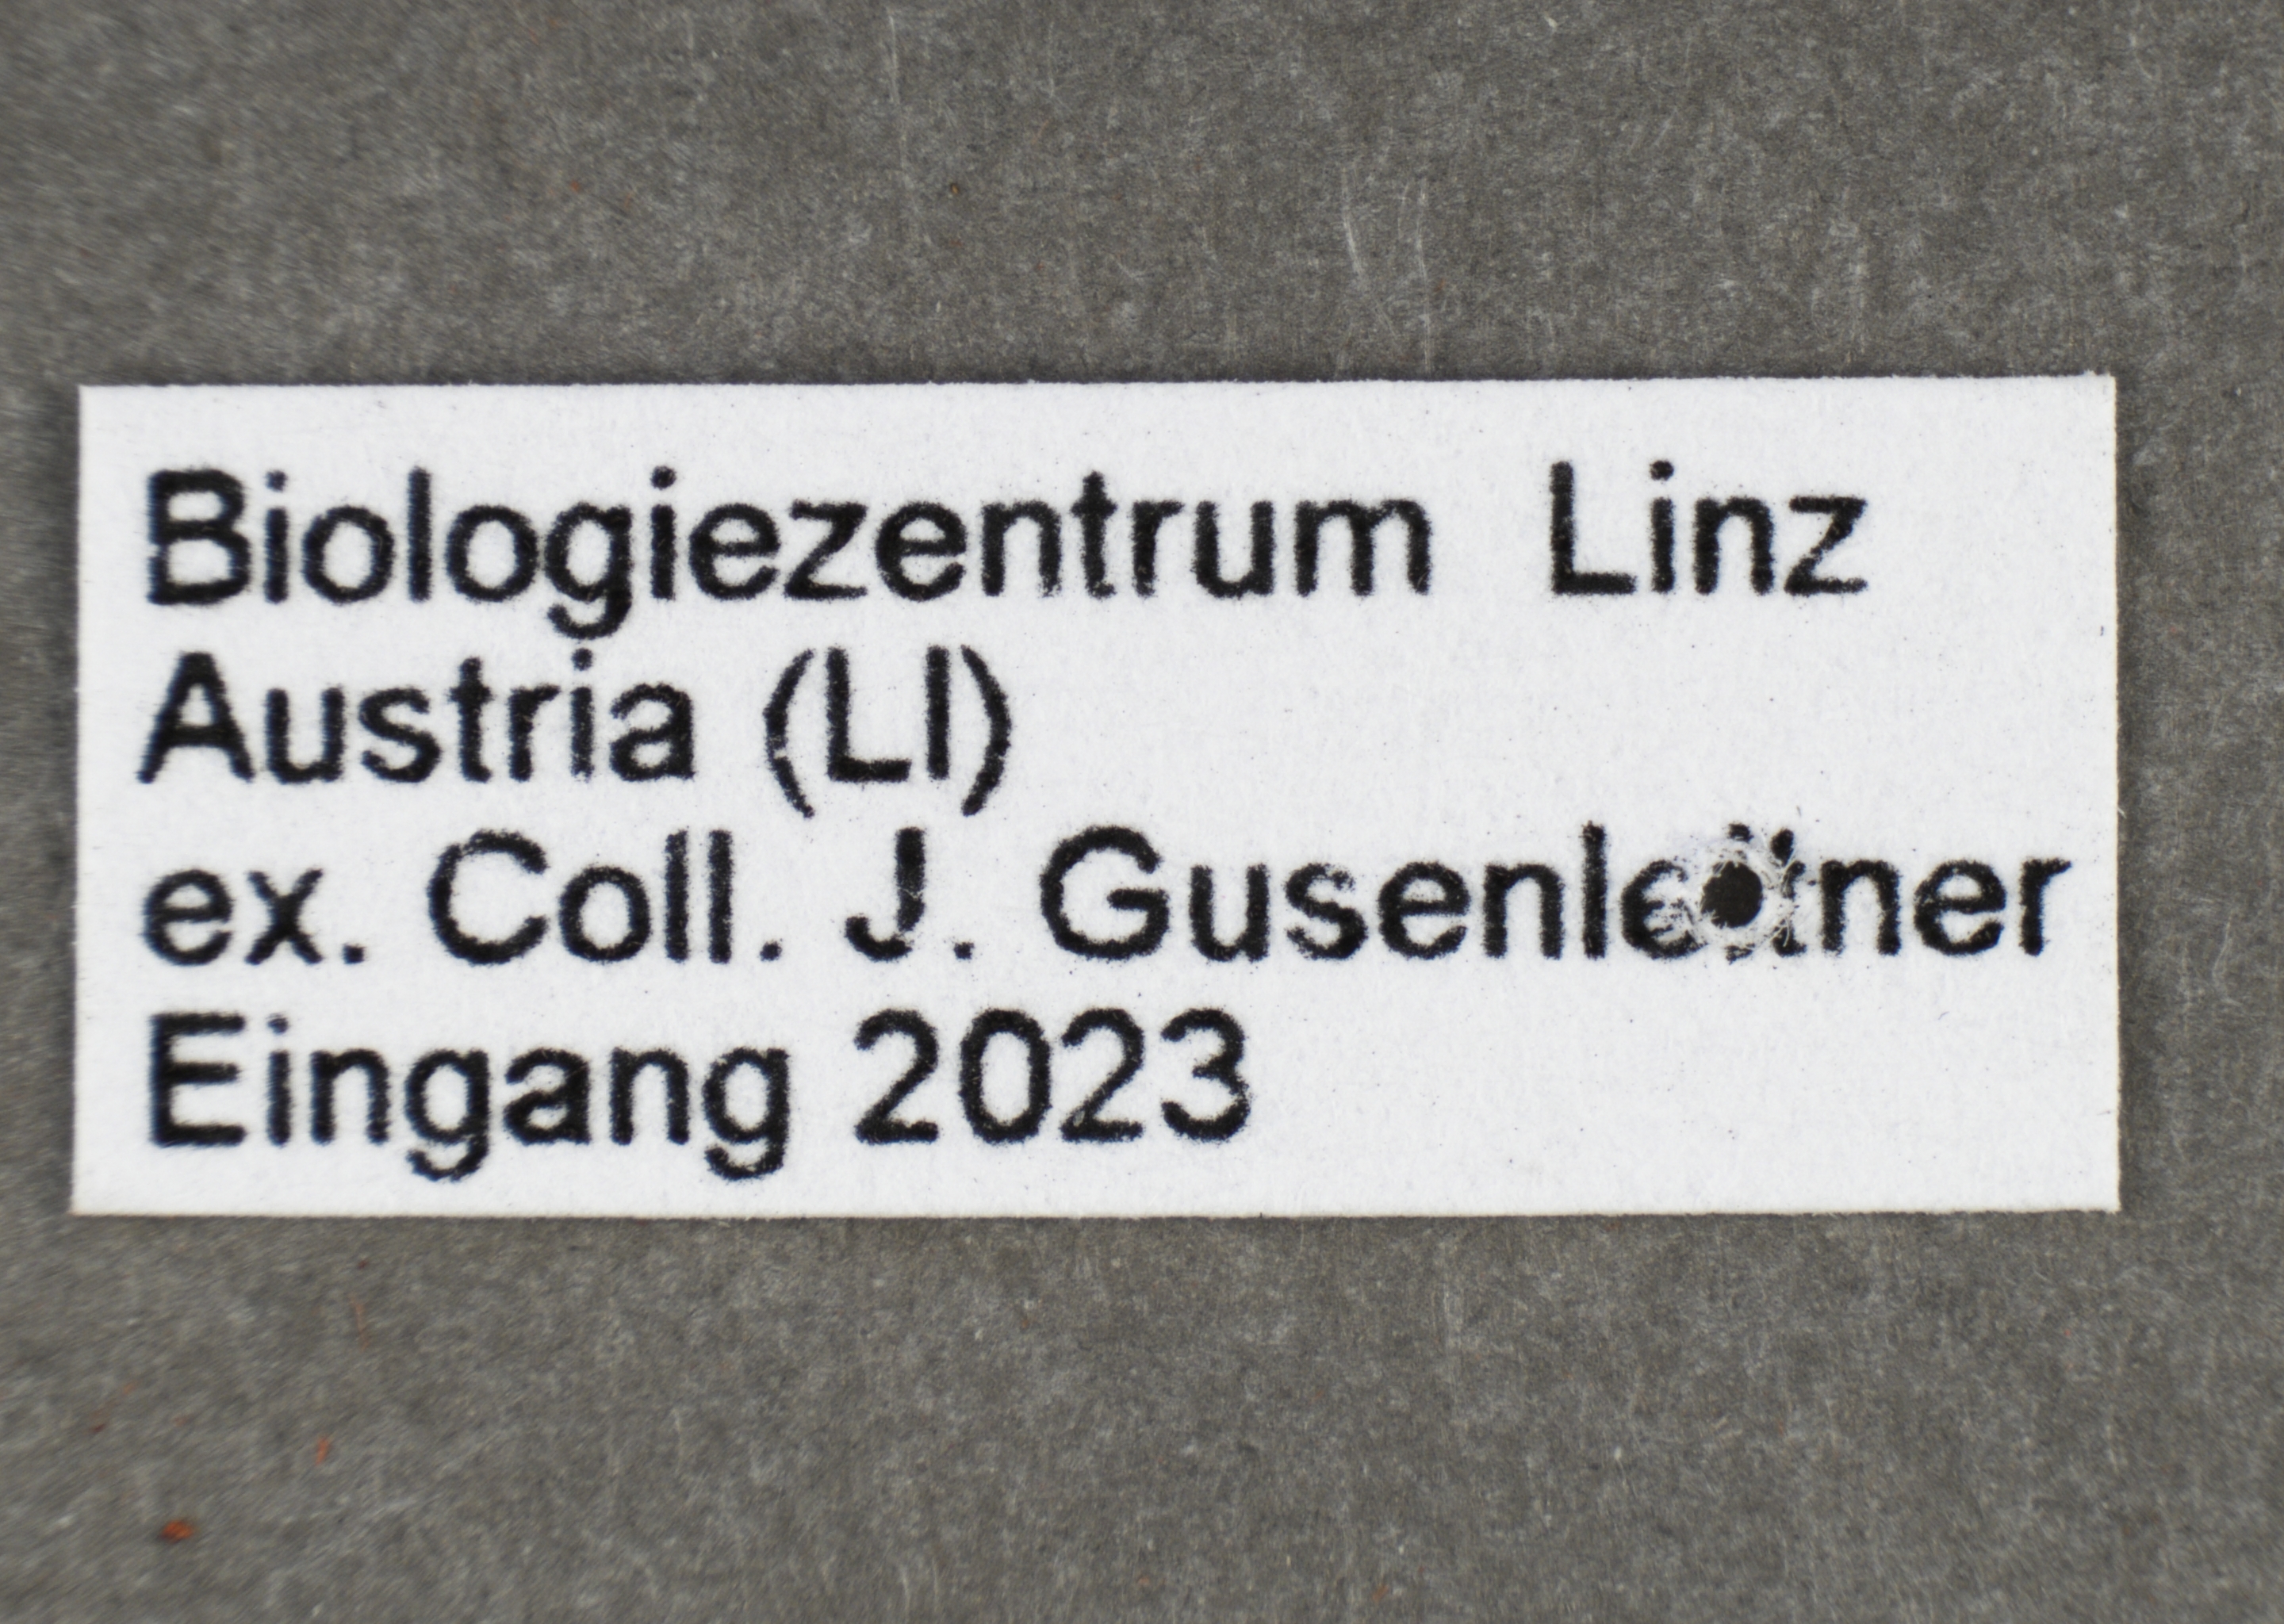 Biologiezentrum Linz
Austria (LI)
ex. Coll. J. Gusenleitner
Eingang 2023